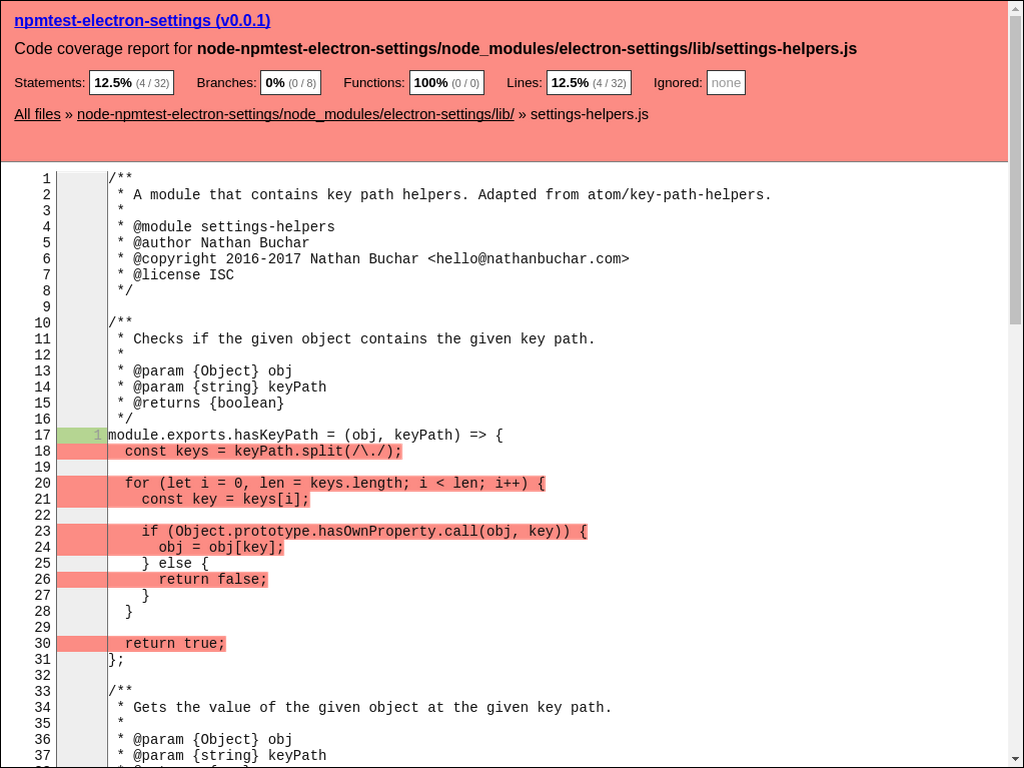 npmtest-electron-settings (v0.0.1)
Code coverage report for node-npmtest-electron-settings/node_modules/electron-settings/lib/settings-helpers.js
Statements: 12.5% (4 / 32) Branches: 0% (0 / 8) Functions: 100% (0 / 0) Lines: 12.5% (4 / 32) Ignored: none
All files » node-npmtest-electron-settings/node_modules/electron-settings/lib/ » settings-helpers.js
1 /**
2  * A module that contains key path helpers. Adapted from atom/key-path-helpers.
3  *
4  * @module settings-helpers
5  * @author Nathan Buchar
6  * @copyright 2016-2017 Nathan Buchar <hello@nathanbuchar.com>
7  * @license ISC
8  */
9
10 /**
11  * Checks if the given object contains the given key path.
12  *
13  * @param {Object} obj
14  * @param {string} keyPath
15  * @returns {boolean}
16  */
17 1 module.exports.hasKeyPath = (obj, keyPath) => {
18   const keys = keyPath.split(/\./);
19
20   for (let i = 0, len = keys.length; i < len; i++) {
21     const key = keys[i];
22
23     if (Object.prototype.hasOwnProperty.call(obj, key)) {
24       obj = obj[key];
25     } else {
26       return false;
27     }
28   }
29
30   return true;
31 };
32
33 /**
34  * Gets the value of the given object at the given key path.
35  *
36  * @param {Object} obj
37  * @param {string} keyPath